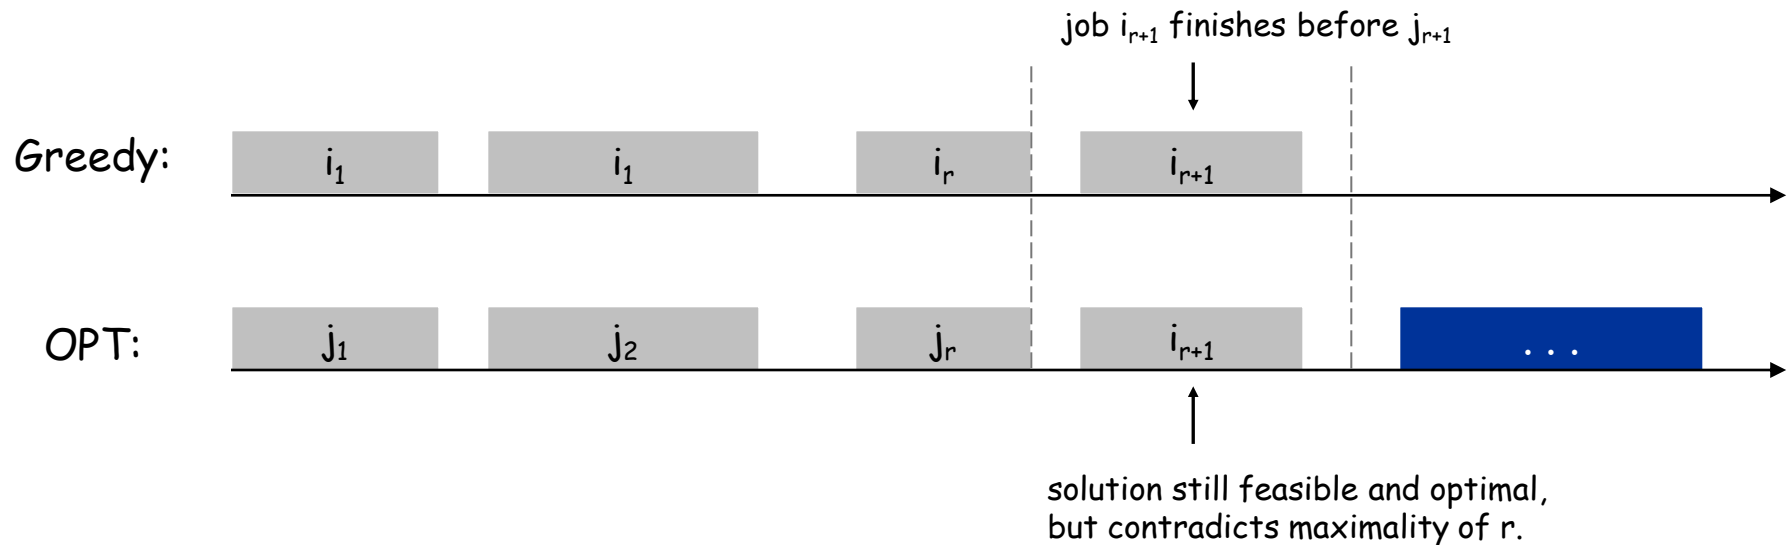 job i_{r+1} finishes before j_{r+1}
Greedy: i_1 i_1 i_r i_{r+1}
OPT: j_1 j_2 j_r i_{r+1} . . .
solution still feasible and optimal,
but contradicts maximality of r.